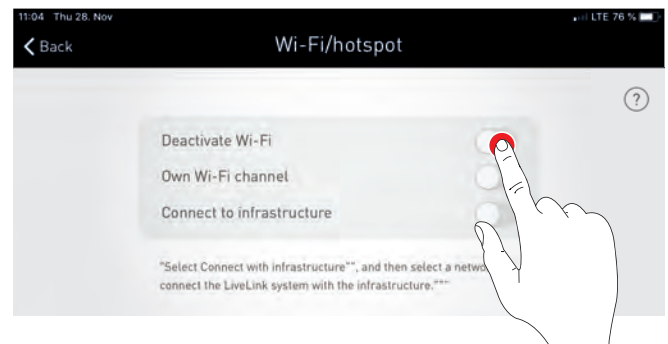 11:04 Thu 28. Nov
LTE 76 %
Back
Wi-Fi/hotspot
?
Deactivate Wi-Fi
Own Wi-Fi channel
Connect to infrastructure
"Select Connect with infrastructure"", and then select a
connect the LiveLink system with the infrastructure."""